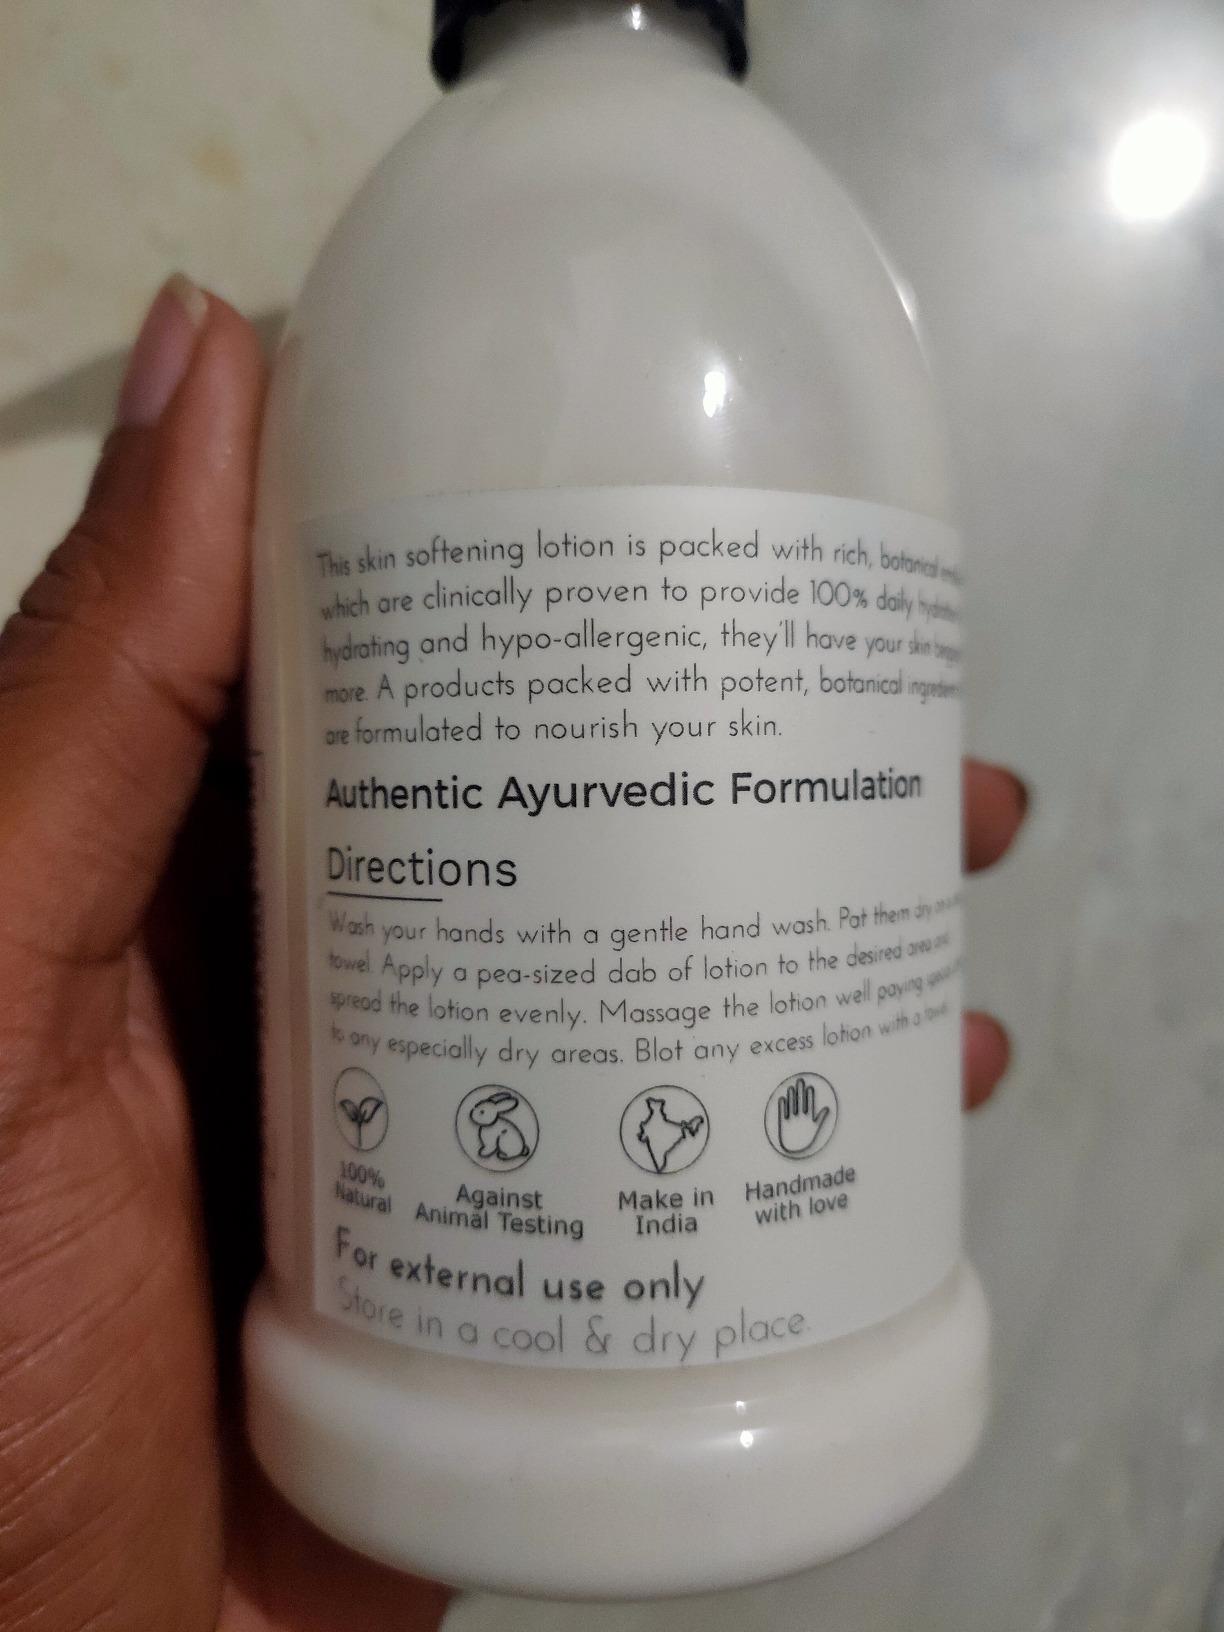 This skin softening lotion is packed with rich, botanical
which are clinically proven to provide 100% daily
hydrating and hypo-allergenic, they'll have your skin
more. A products packed with potent, botanical
are formulated to nourish your skin.
Authentic Ayurvedic Formulation
Directions
Wash your hands with a gentle hand wash. Pat them dry
towel. Apply a pea-sized dab of lotion to the desired area and
spread the lotion evenly. Massage the lotion well paying
to any especially dry areas. Blot any excess lotion with a towel.
100%
Natural
Against
Animal Testing
Make in
India
Handmade
with love
For external use only
Store in a cool & dry place.